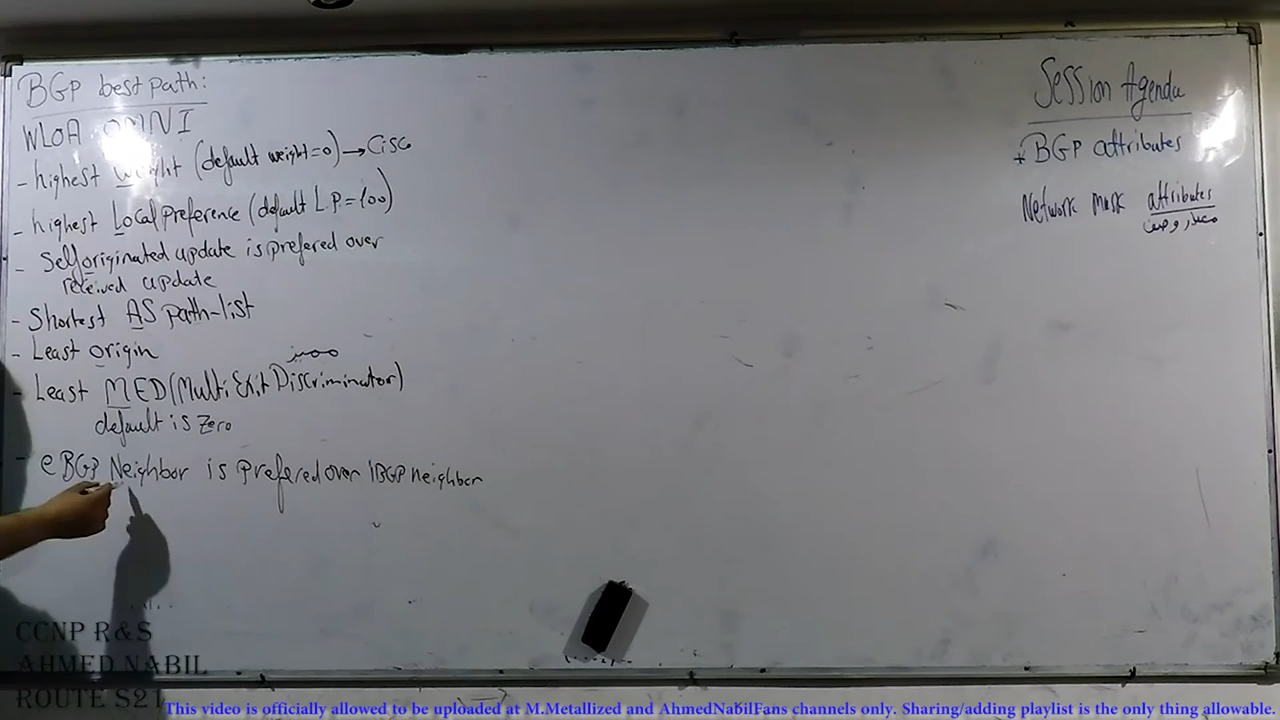 BGP best path:
WLOA OMNI
- highest weight (default weight=0) → Cisco
- highest Local preference (default L.P=100)
- Self originated update is prefered over
received update
- Shortest AS path-list
- Least origin
مميز
- Least MED (Multi Exit Discriminator)
default is Zero
- eBGP Neighbor is prefered over iBGP neighbor
Session Agenda
* BGP attributes
Network mask attributes
CCNP R&S
AHMED NABIL
ROUTE S21
This video is officially allowed to be uploaded at M.Metallized and AhmedNabilFans channels only. Sharing/adding playlist is the only thing allowable.